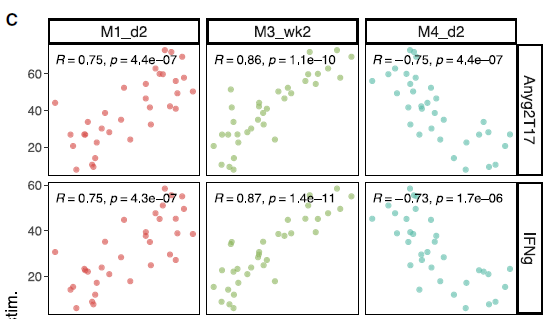 C
M1_d2 M3_wk2 M4_d2
R = 0.75, p = 4.4e−07 R = 0.86, p = 1.1e−10 R = −0.75, p = 4.4e−07
60
40
20
Anyg2T17
R = 0.75, p = 4.3e−07 R = 0.87, p = 1.4e−11 R = −0.73, p = 1.7e−06
60
40
20
IFNg
stim.